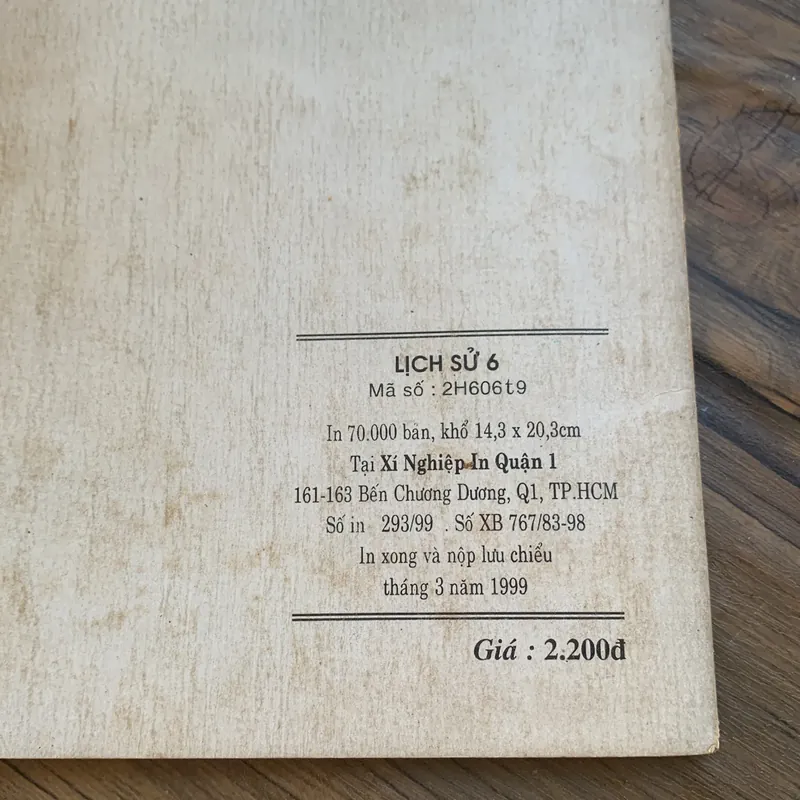 LỊCH SỬ 6
Mã số : 2H606t9
In 70.000 bản, khổ 14,3 x 20,3cm
Tại Xí Nghiệp In Quận 1
161-163 Bến Chương Dương, Q1, TP.HCM
Số in 293/99 . Số XB 767/83-98
In xong và nộp lưu chiểu
tháng 3 năm 1999
Giá : 2.200đ